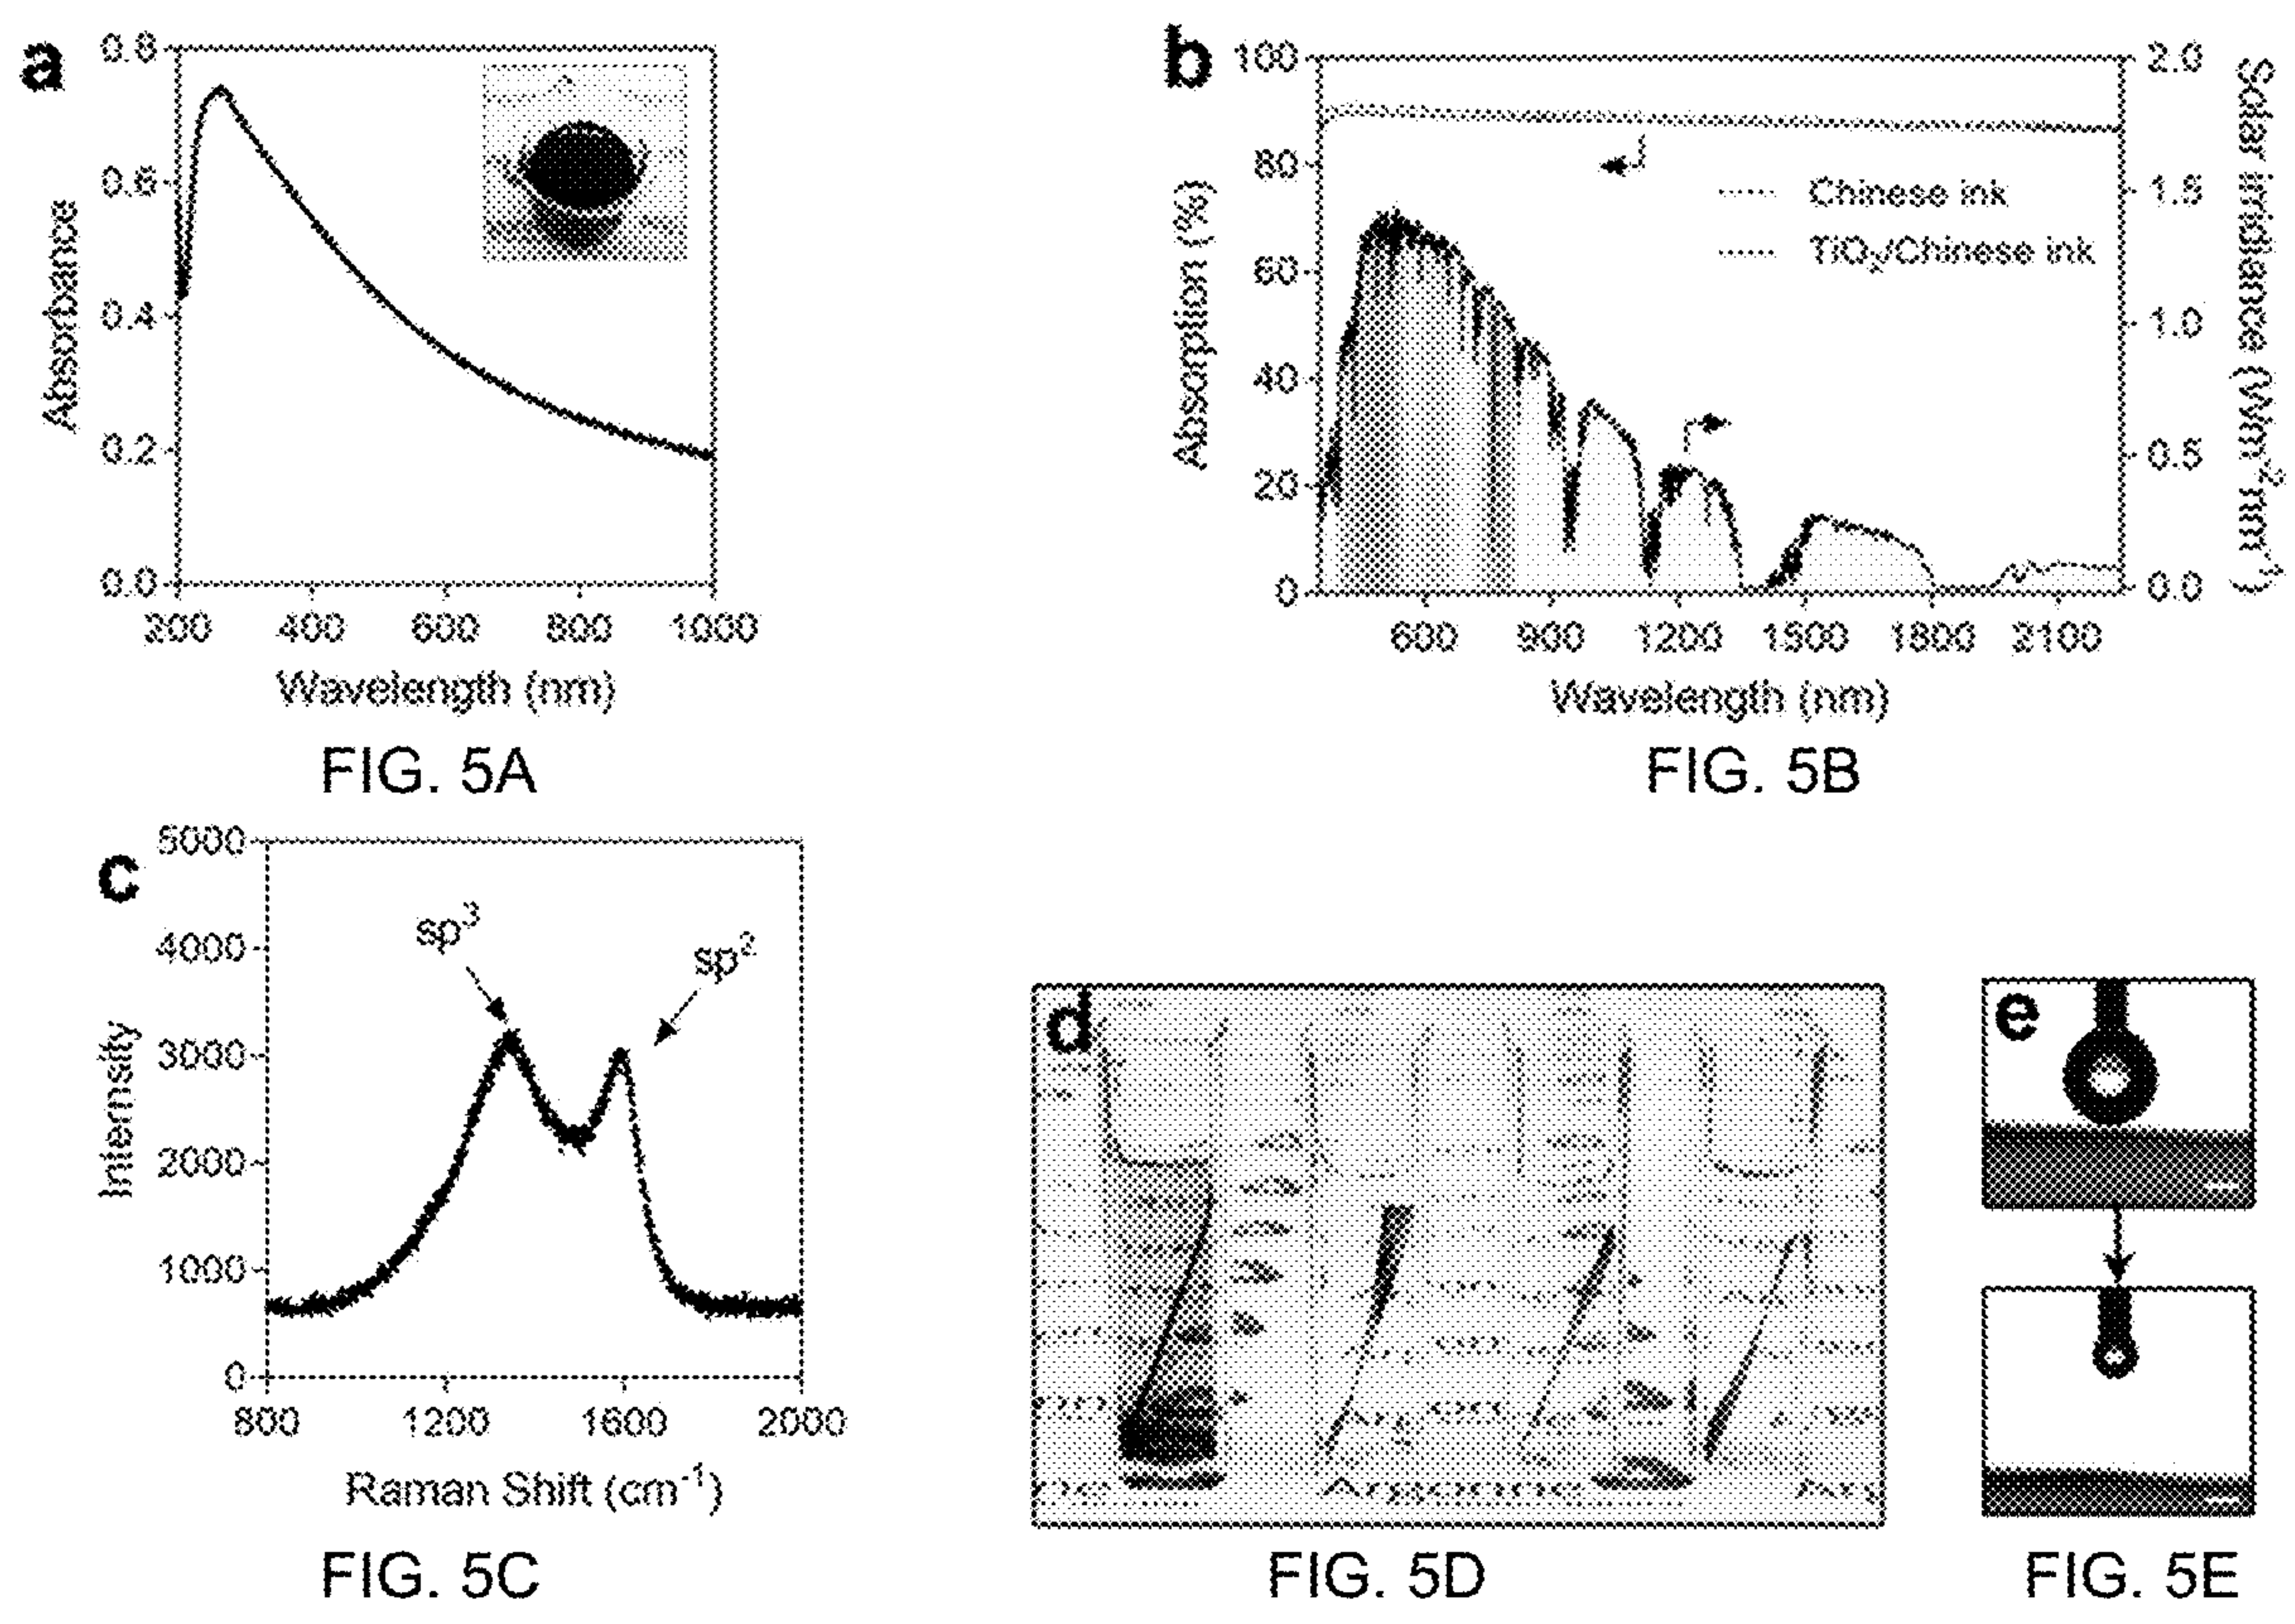 a
0.8
0.6
0.4
0.2
0.0
200 400 600 800 1000
Absorbance
Wavelength (nm)
FIG. 5A
b
100
80
60
40
20
0
2.0
1.5
1.0
0.5
0.0
Chinese ink
TiO₂/Chinese ink
600 900 1200 1500 1800 2100
Absorption (%)
Solar irridiance (Wm⁻²nm⁻¹)
Wavelength (nm)
FIG. 5B
c
5000
4000
3000
2000
1000
0
sp³
sp²
800 1200 1600 2000
Intensity
Raman Shift (cm⁻¹)
FIG. 5C
d
Argonne
FIG. 5D
e
FIG. 5E